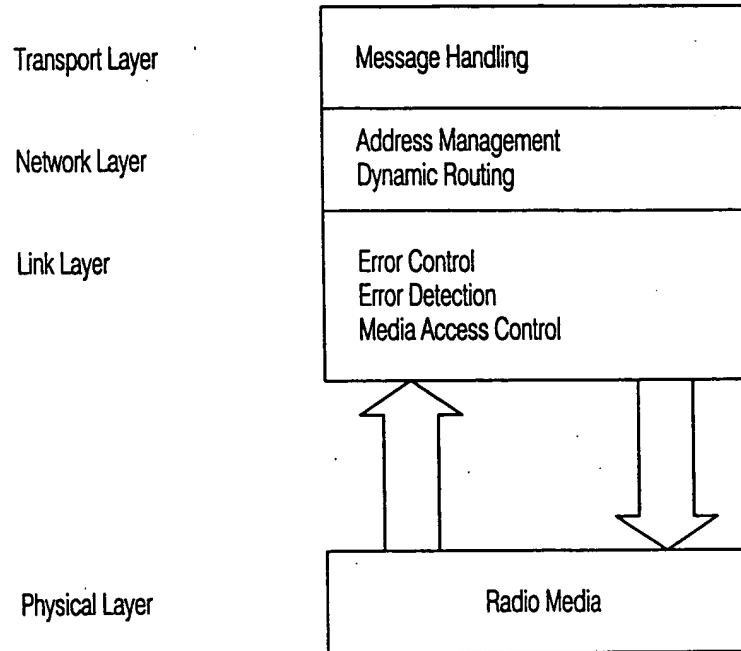 Transport Layer
Message Handling
Network Layer
Address Management
Dynamic Routing
Link Layer
Error Control
Error Detection
Media Access Control
Physical Layer
Radio Media